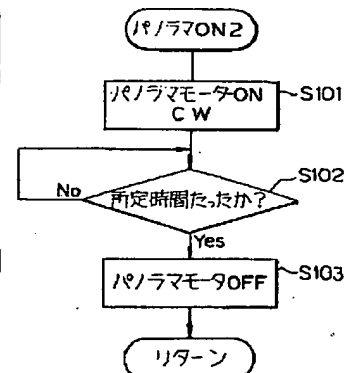 パノラマON2
パノラマモーターON
CW
S101
所定時間たったか?
S102
No
Yes
パノラマモータOFF
S103
リターン